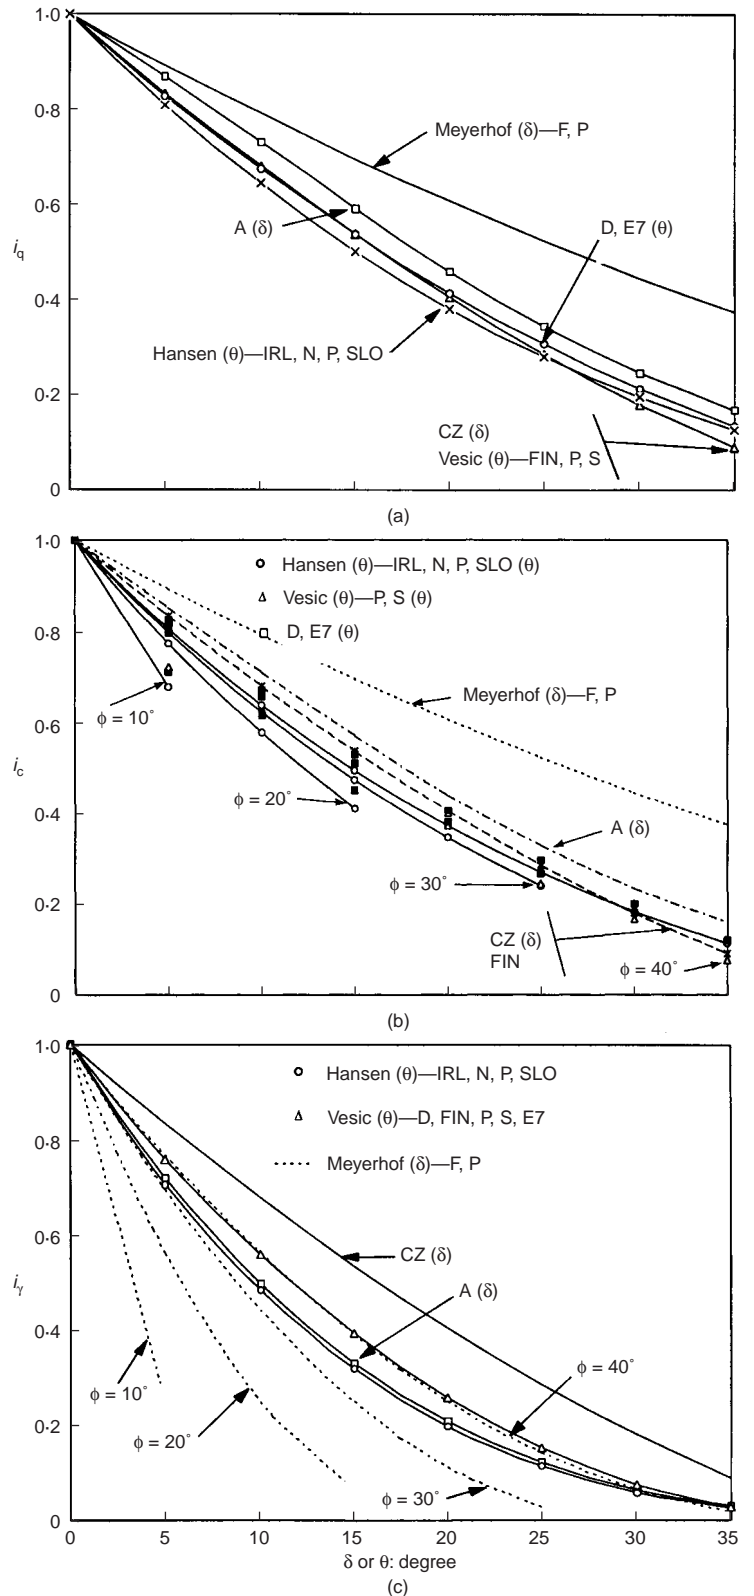 1·0
0·8
0·6
0·4
0·2
0
i_q
Meyerhof (δ)—F, P
A (δ)
D, E7 (θ)
Hansen (θ)—IRL, N, P, SLO
CZ (δ)
Vesic (θ)—FIN, P, S
(a)
1·0
0·8
0·6
0·4
0·2
0
i_c
Hansen (θ)—IRL, N, P, SLO (θ)
Vesic (θ)—P, S (θ)
D, E7 (θ)
Meyerhof (δ)—F, P
ϕ = 10°
ϕ = 20°
A (δ)
ϕ = 30°
CZ (δ)
FIN
ϕ = 40°
(b)
1·0
0·8
0·6
0·4
0·2
0
i_γ
Hansen (θ)—IRL, N, P, SLO
Vesic (θ)—D, FIN, P, S, E7
Meyerhof (δ)—F, P
CZ (δ)
A (δ)
ϕ = 40°
ϕ = 10°
ϕ = 20°
ϕ = 30°
0 5 10 15 20 25 30 35
δ or θ: degree
(c)